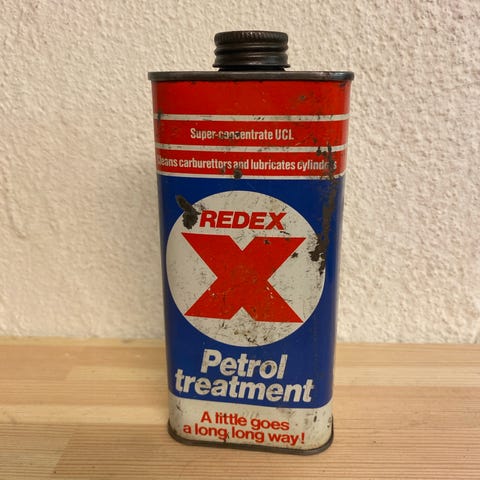 Super-concentrate UCL
Cleans carburettors and lubricates cylinders
REDEX
X
Petrol
treatment
A little goes
a long, long way!